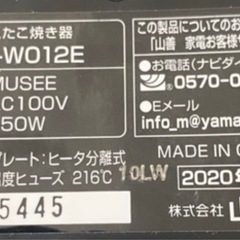 たこ焼き器
-W012E
MUSEE
C100V
50W
プレート：ヒータ分離式
温度ヒューズ 216℃
10LW
5445
この製品についてのお
「山善 家電お客様
●お電話（ナビダイ
0570-0
●Eメール
info_m@yama
MADE IN C
2020
株式会社